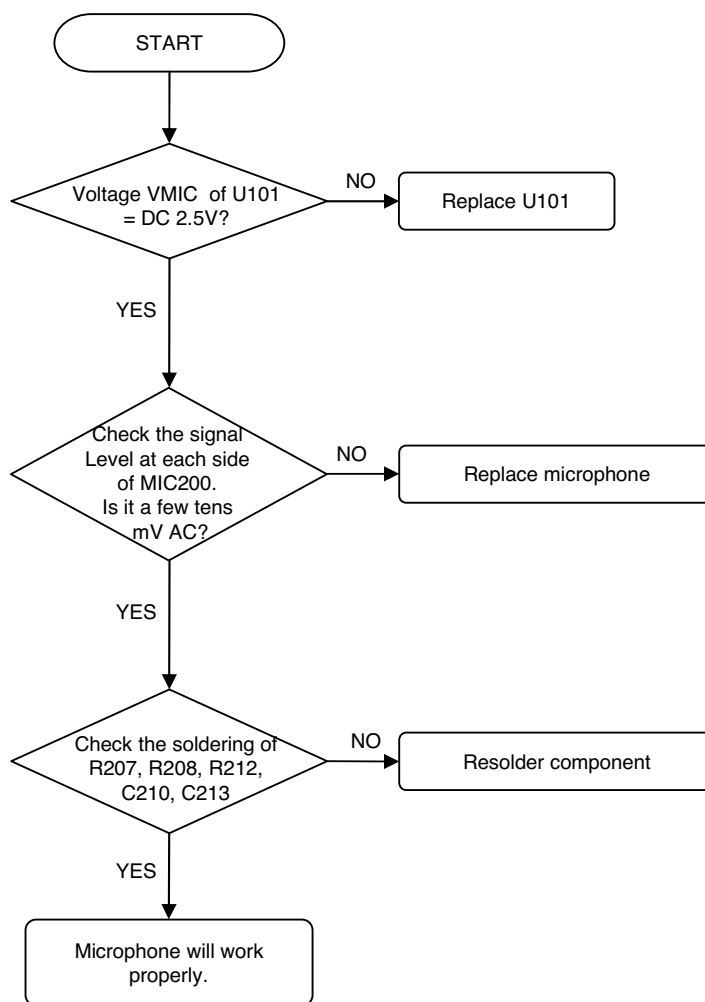 START
Voltage VMIC of U101
= DC 2.5V?
NO
Replace U101
YES
Check the signal
Level at each side
of MIC200.
Is it a few tens
mV AC?
NO
Replace microphone
YES
Check the soldering of
R207, R208, R212,
C210, C213
NO
Resolder component
YES
Microphone will work
properly.